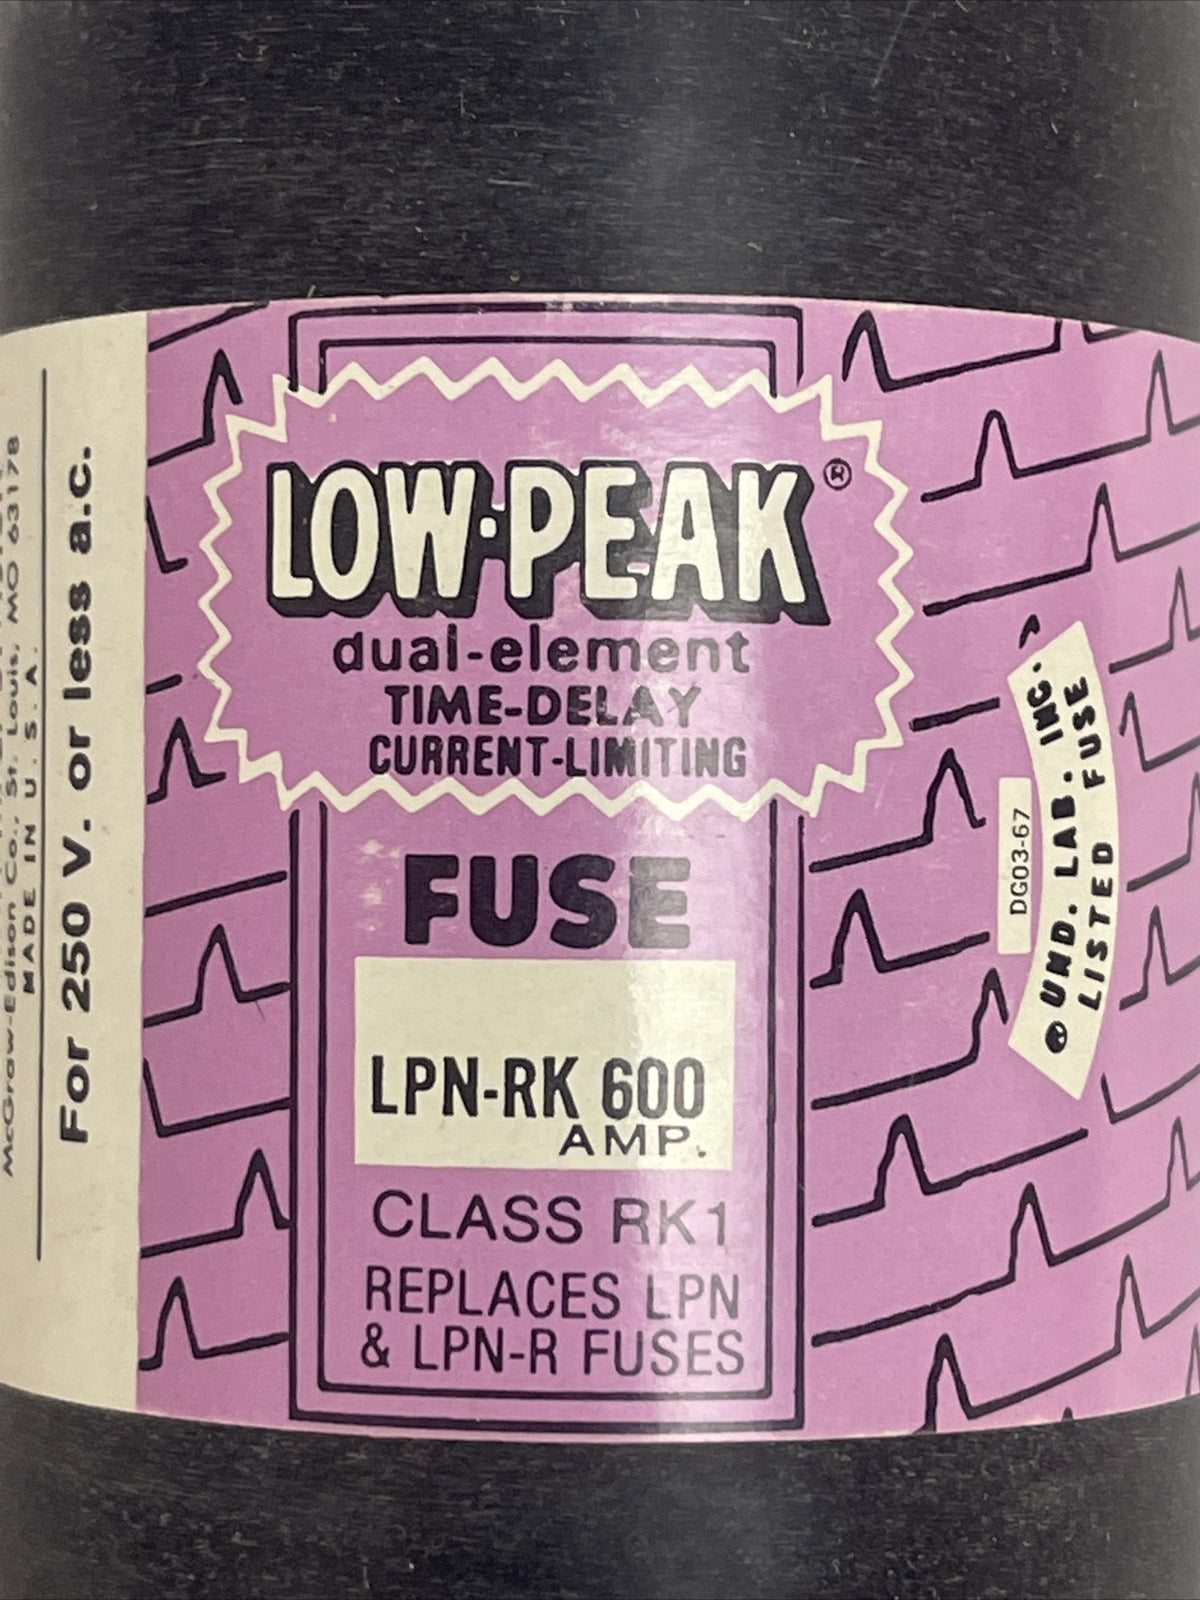 LOW·PEAK®
dual-element
TIME-DELAY
CURRENT-LIMITING
FUSE
LPN-RK 600
AMP.
CLASS RK1
REPLACES LPN
& LPN-R FUSES
McGraw-Edison Co., St. Louis, MO 63178
MADE IN U.S.A.
For 250 V. or less a.c.
DG03-67
UND. LAB. INC.
LISTED FUSE